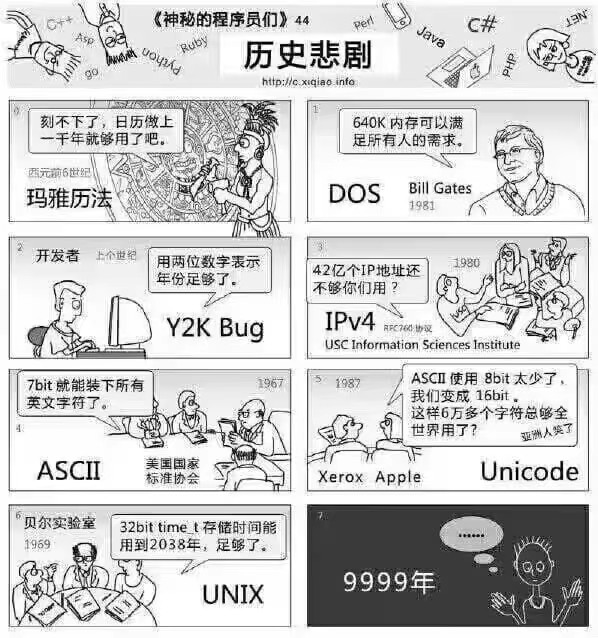 《神秘的程序员们》44
历史悲剧
http://c.xiqiao.info
C++
Asp
go
Python
Ruby
Perl
Java
C#
PHP
.NET
0
刻不下了，日历做上
一千年就够用了吧。
西元前6世纪
玛雅历法
1
640K 内存可以满
足所有人的需求。
DOS
Bill Gates
1981
2
开发者
上个世纪
用两位数字表示
年份足够了。
Y2K Bug
3
1980
42亿个IP地址还
不够你们用？
USC
IPv4
RFC760 协议
USC Information Sciences Institute
4
7bit 就能装下所有
英文字符了。
1967
ASCII
美国国家
标准协会
5
1987
ASCII 使用 8bit 太少了，
我们变成 16bit 。
这样6万多个字符总够全
世界用了？
亚洲人笑了
Xerox Apple
Unicode
6
贝尔实验室
1969
32bit time_t 存储时间能
用到2038年，足够了。
UNIX
7
......
9999年